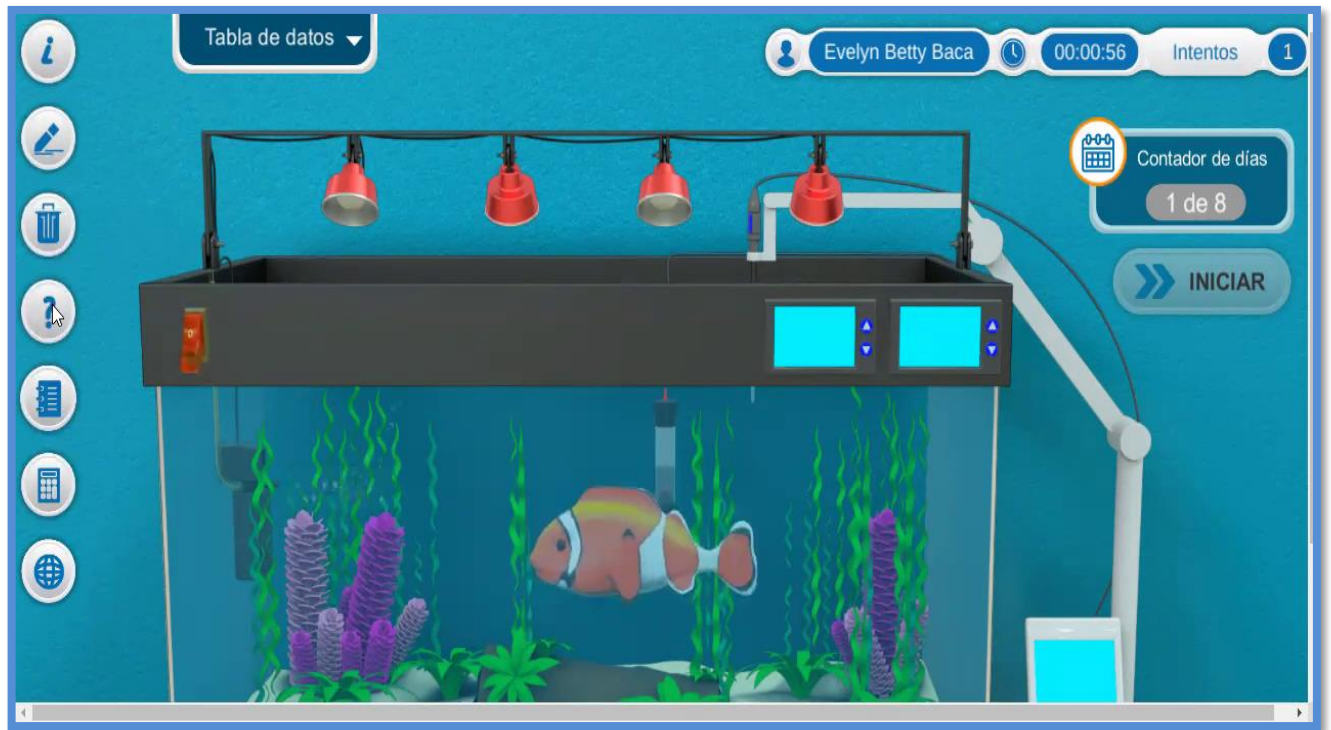 Tabla de datos
Evelyn Betty Baca
00:00:56
Intentos
1
Contador de días
1 de 8
INICIAR